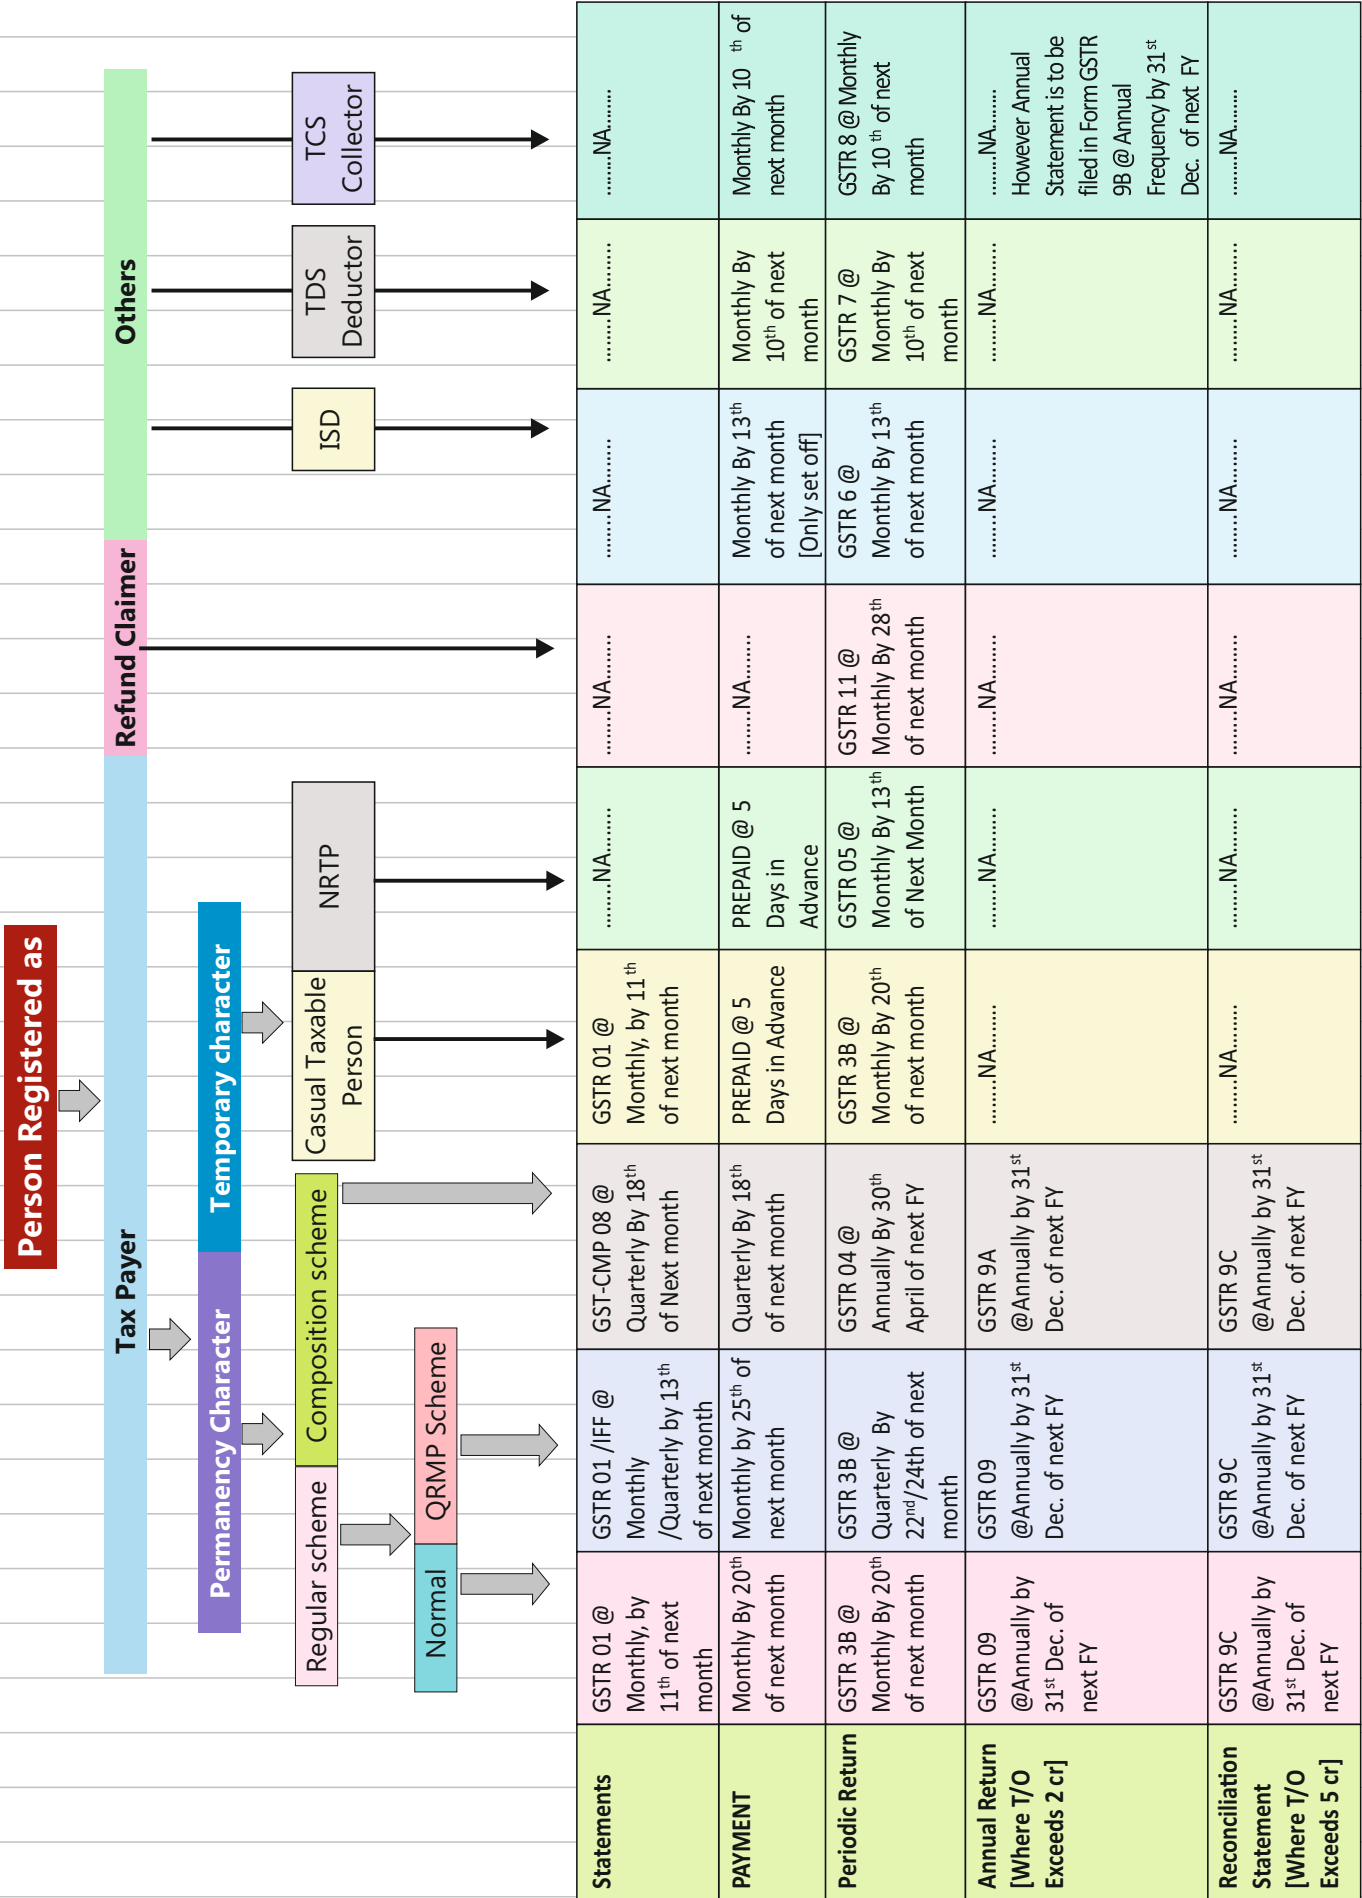 Person Registered as
Tax Payer
Refund Claimer
Others
Permanency Character
Temporary character
Regular scheme
Composition scheme
Casual Taxable
Person
NRTP
ISD
TDS
Deductor
TCS
Collector
Normal
QRMP Scheme
Statements
GSTR 01 @
Monthly, by
11th of next
month
GSTR 01 /IFF @
Monthly
/Quarterly by 13th
of next month
GST-CMP 08 @
Quarterly By 18th
of Next month
GSTR 01 @
Monthly, by 11th
of next month
........NA.........
........NA.........
........NA.........
........NA.........
........NA........
PAYMENT
Monthly By 20th
of next month
Monthly by 25th of
next month
Quarterly By 18th
of next month
PREPAID @ 5
Days in Advance
PREPAID @ 5
Days in
Advance
........NA.........
Monthly By 13th
of next month
[Only set off]
Monthly By
10th of next
month
Monthly By 10 th of
next month
Periodic Return
GSTR 3B @
Monthly By 20th
of next month
GSTR 3B @
Quarterly By
22nd/24th of next
month
GSTR 04 @
Annually By 30th
April of next FY
GSTR 3B @
Monthly By 20th
of next month
GSTR 05 @
Monthly By 13th
of Next Month
GSTR 11 @
Monthly By 28th
of next month
GSTR 6 @
Monthly By 13th
of next month
GSTR 7 @
Monthly By
10th of next
month
GSTR 8 @ Monthly
By 10 th of next
month
Annual Return
[Where T/O
Exceeds 2 cr]
GSTR 09
@Annually by
31st Dec. of
next FY
GSTR 09
@Annually by 31st
Dec. of next FY
GSTR 9A
@Annually by 31st
Dec. of next FY
........NA.........
........NA.........
........NA.........
........NA.........
........NA.........
........NA........
However Annual
Statement is to be
filed in Form GSTR
9B @ Annual
Frequency by 31st
Dec. of next FY
Reconciliation
Statement
[Where T/O
Exceeds 5 cr]
GSTR 9C
@Annually by
31st Dec. of
next FY
GSTR 9C
@Annually by 31st
Dec. of next FY
GSTR 9C
@Annually by 31st
Dec. of next FY
........NA.........
........NA.........
........NA.........
........NA.........
........NA.........
........NA........